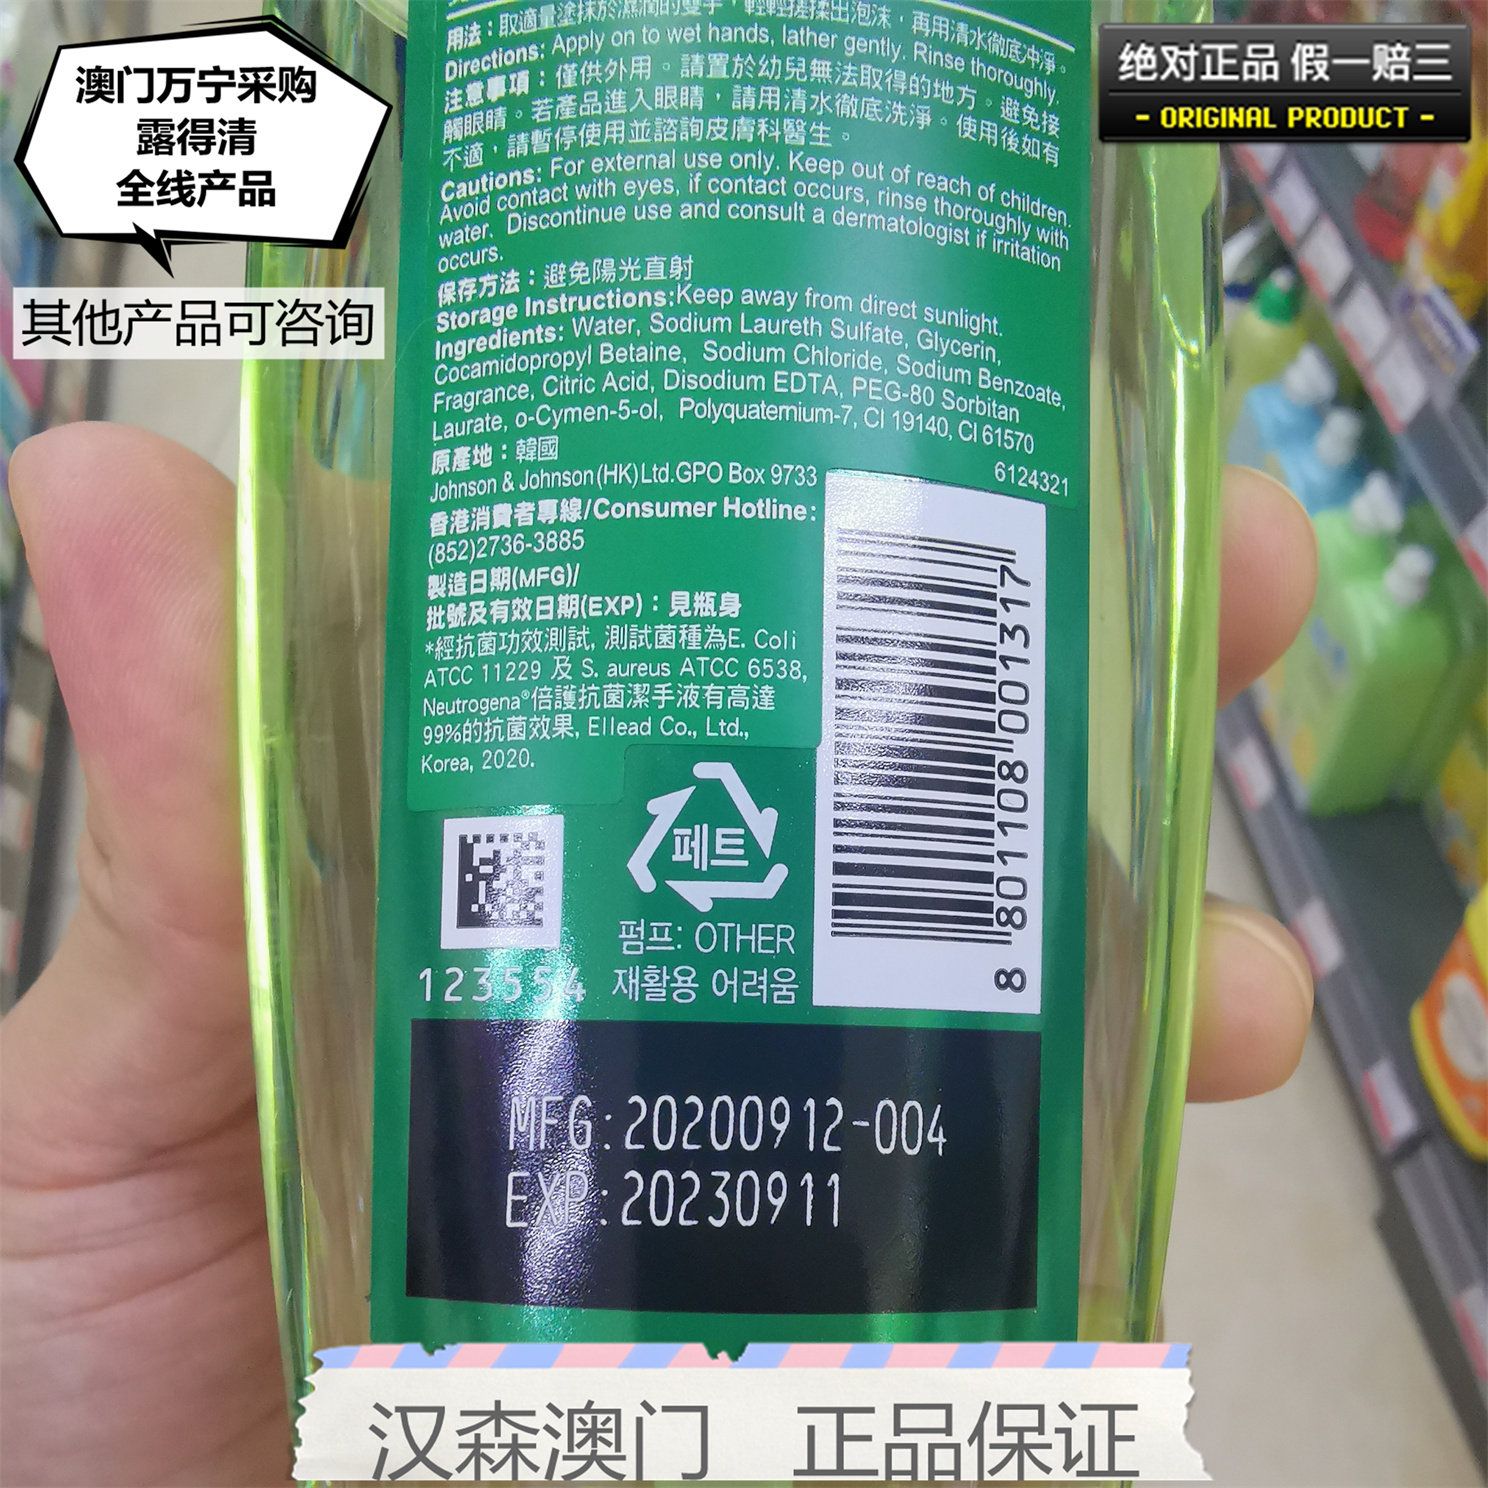 澳门万宁采购
露得清
全线产品
其他产品可咨询
绝对正品 假一赔三
- ORIGINAL PRODUCT -
用法：取適量塗抹於濕潤的雙手，輕輕搓揉出泡沫，再用清水徹底沖淨。
Directions: Apply on to wet hands, lather gently. Rinse thoroughly.
注意事項：僅供外用。請置於幼兒無法取得的地方。避免接
觸眼睛。若產品進入眼睛，請用清水徹底洗淨。使用後如有
不適，請暫停使用並諮詢皮膚科醫生。
Cautions: For external use only. Keep out of reach of children.
Avoid contact with eyes, if contact occurs, rinse thoroughly with
water. Discontinue use and consult a dermatologist if irritation
occurs.
保存方法：避免陽光直射
Storage Instructions:Keep away from direct sunlight.
Ingredients: Water, Sodium Laureth Sulfate, Glycerin,
Cocamidopropyl Betaine, Sodium Chloride, Sodium Benzoate,
Fragrance, Citric Acid, Disodium EDTA, PEG-80 Sorbitan
Laurate, o-Cymen-5-ol, Polyquaternium-7, CI 19140, CI 61570
原產地：韓國
6124321
Johnson & Johnson (HK) Ltd. GPO Box 9733
香港消費者專線/Consumer Hotline:
(852)2736-3885
製造日期(MFG)/
批號及有效日期(EXP)：見瓶身
*經抗菌功效測試, 測試菌種為E. Coli
ATCC 11229 及 S. aureus ATCC 6538,
Neutrogena®倍護抗菌潔手液有高達
99%的抗菌效果, Ellead Co., Ltd.,
Korea, 2020.
8 801108 001317
페트
펌프: OTHER
재활용 어려움
123554
MFG:20200912-004
EXP:20230911
汉森澳门 正品保证